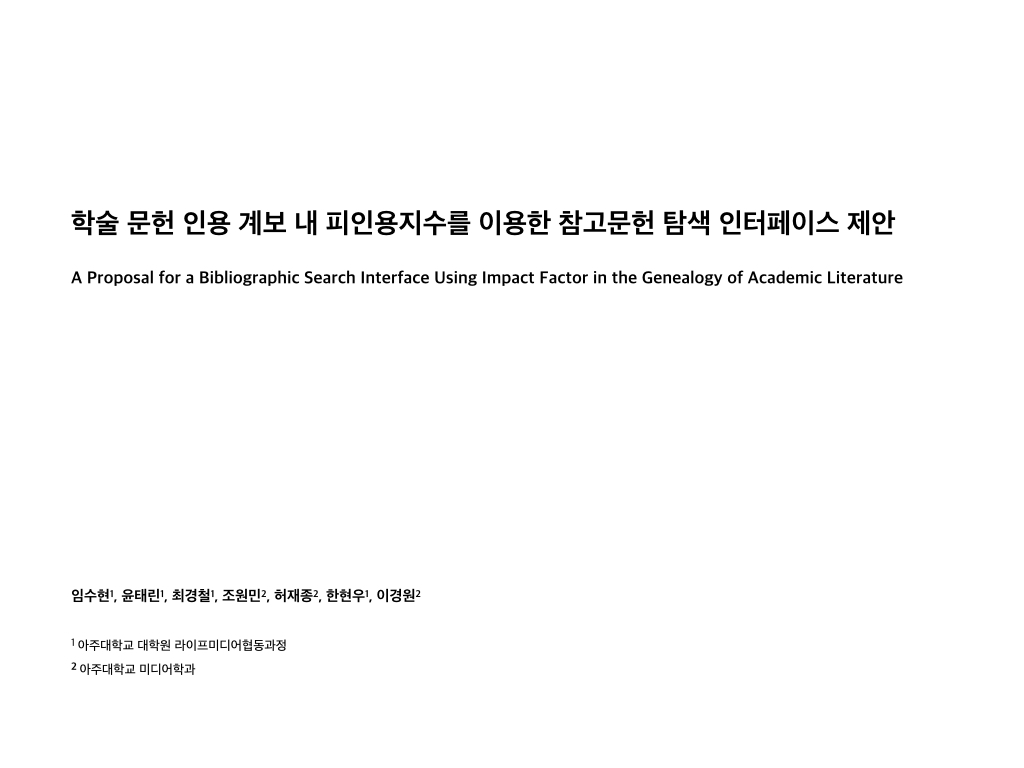 학술 문헌 인용 계보 내 피인용지수를 이용한 참고문헌 탐색 인터페이스 제안
A Proposal for a Bibliographic Search Interface Using Impact Factor in the Genealogy of Academic Literature
임수현¹, 윤태린¹, 최경철¹, 조원민², 허재종², 한현우¹, 이경원²
¹ 아주대학교 대학원 라이프미디어협동과정
² 아주대학교 미디어학과